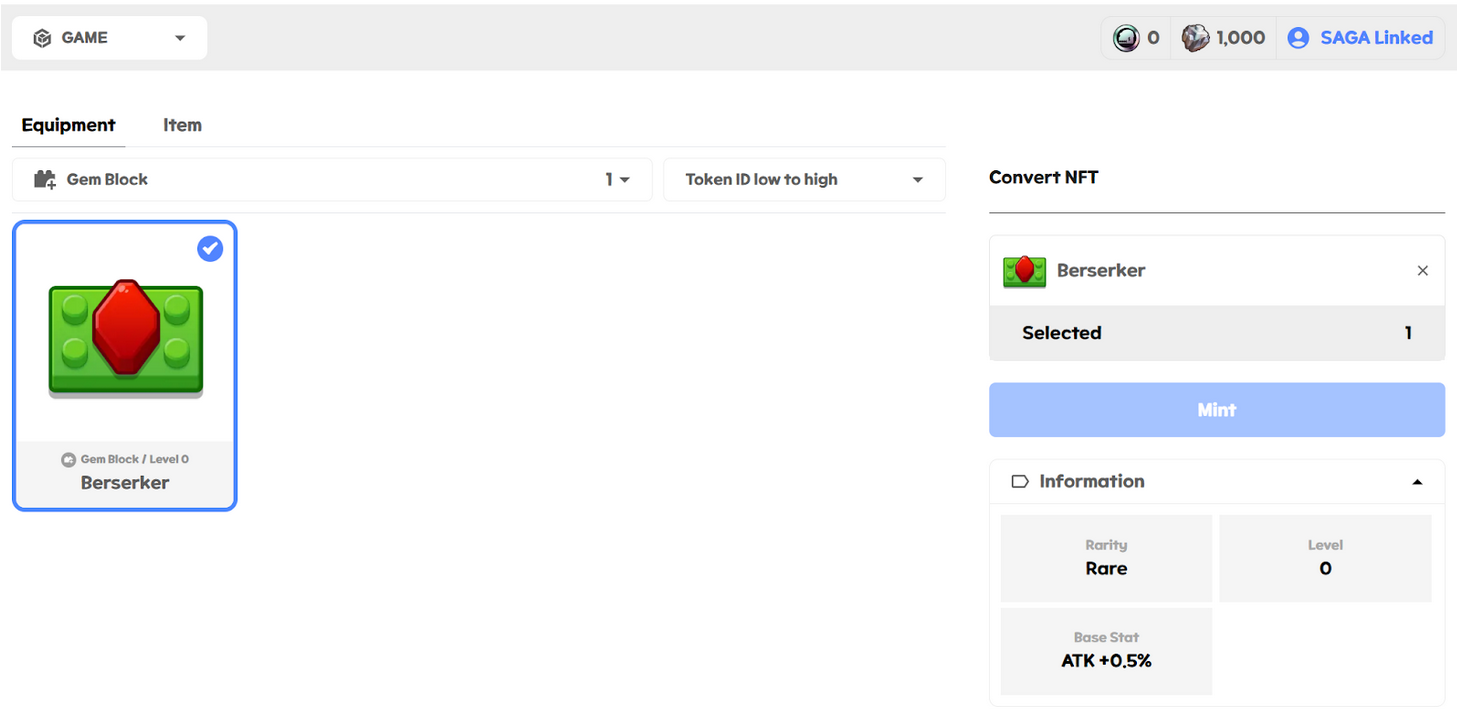 GAME
0
1,000
SAGA Linked
Equipment
Item
Gem Block
1
Token ID low to high
Gem Block / Level 0
Berserker
Convert NFT
Berserker
Selected
1
Mint
Information
Rarity
Rare
Level
0
Base Stat
ATK +0.5%